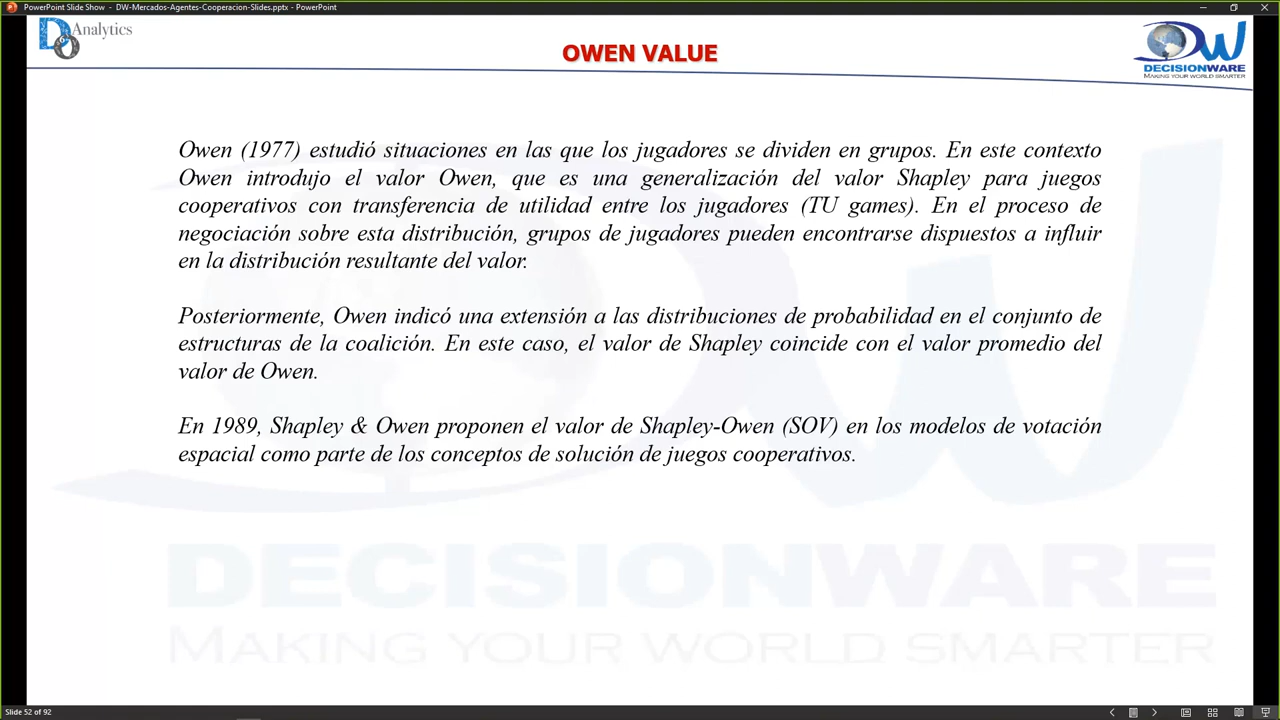 PowerPoint Slide Show - DW-Mercados-Agentes-Cooperacion-Slides.pptx - PowerPoint
DO Analytics
OWEN VALUE
DW
DECISIONWARE
MAKING YOUR WORLD SMARTER
Owen (1977) estudió situaciones en las que los jugadores se dividen en grupos. En este contexto
Owen introdujo el valor Owen, que es una generalización del valor Shapley para juegos
cooperativos con transferencia de utilidad entre los jugadores (TU games). En el proceso de
negociación sobre esta distribución, grupos de jugadores pueden encontrarse dispuestos a influir
en la distribución resultante del valor.
Posteriormente, Owen indicó una extensión a las distribuciones de probabilidad en el conjunto de
estructuras de la coalición. En este caso, el valor de Shapley coincide con el valor promedio del
valor de Owen.
En 1989, Shapley & Owen proponen el valor de Shapley-Owen (SOV) en los modelos de votación
espacial como parte de los conceptos de solución de juegos cooperativos.
DW
DECISIONWARE
MAKING YOUR WORLD SMARTER
Slide 52 of 92